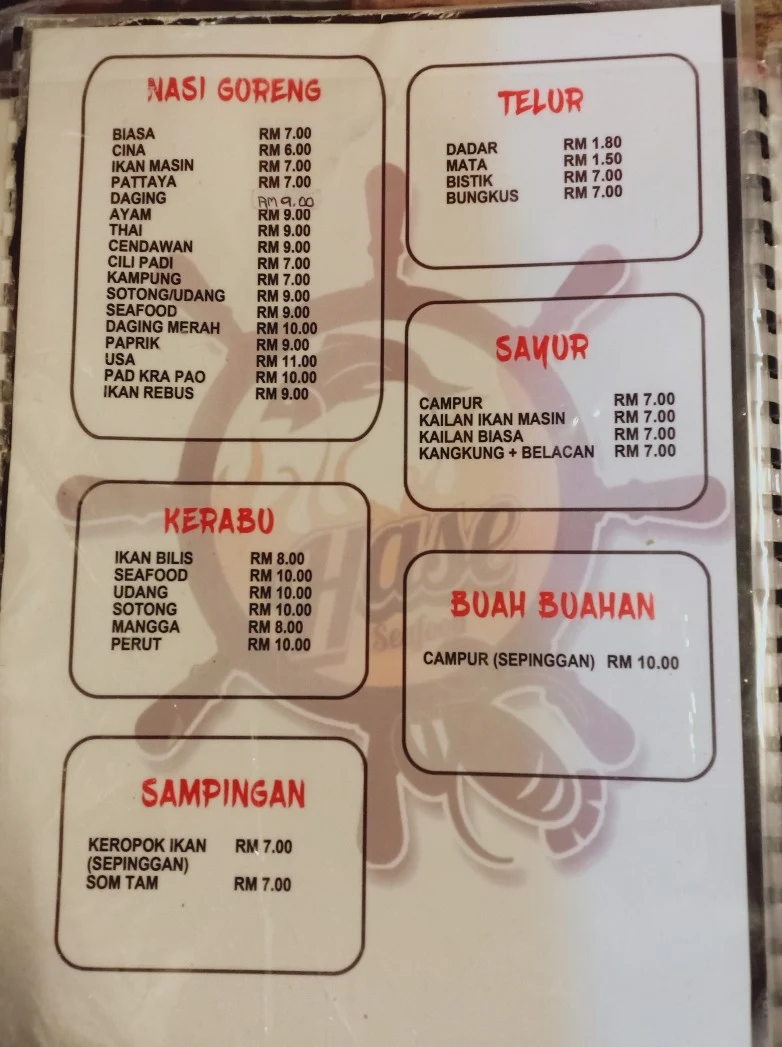 NASI GORENG
BIASA RM 7.00
CINA RM 6.00
IKAN MASIN RM 7.00
PATTAYA RM 7.00
DAGING RM 9.00
AYAM RM 9.00
THAI RM 9.00
CENDAWAN RM 9.00
CILI PADI RM 7.00
KAMPUNG RM 7.00
SOTONG/UDANG RM 9.00
SEAFOOD RM 9.00
DAGING MERAH RM 10.00
PAPRIK RM 9.00
USA RM 11.00
PAD KRA PAO RM 10.00
IKAN REBUS RM 9.00
KERABU
IKAN BILIS RM 8.00
SEAFOOD RM 10.00
UDANG RM 10.00
SOTONG RM 10.00
MANGGA RM 8.00
PERUT RM 10.00
SAMPINGAN
KEROPOK IKAN RM 7.00
(SEPINGGAN)
SOM TAM RM 7.00
TELUR
DADAR RM 1.80
MATA RM 1.50
BISTIK RM 7.00
BUNGKUS RM 7.00
SAYUR
CAMPUR RM 7.00
KAILAN IKAN MASIN RM 7.00
KAILAN BIASA RM 7.00
KANGKUNG + BELACAN RM 7.00
BUAH BUAHAN
CAMPUR (SEPINGGAN) RM 10.00
Hase